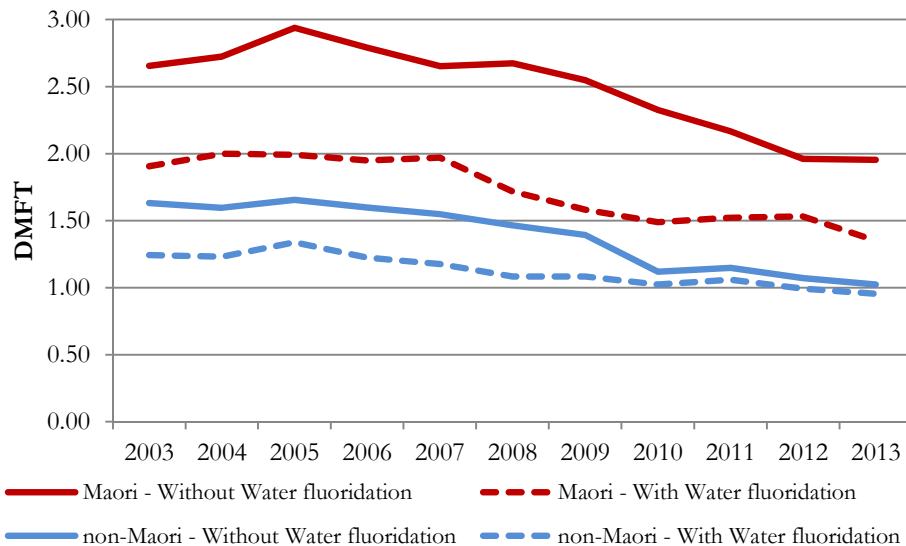 3.00
2.50
2.00
1.50
1.00
0.50
0.00
DMFT
2003 2004 2005 2006 2007 2008 2009 2010 2011 2012 2013
Maori - Without Water fluoridation Maori - With Water fluoridation
non-Maori - Without Water fluoridation non-Maori - With Water fluoridation